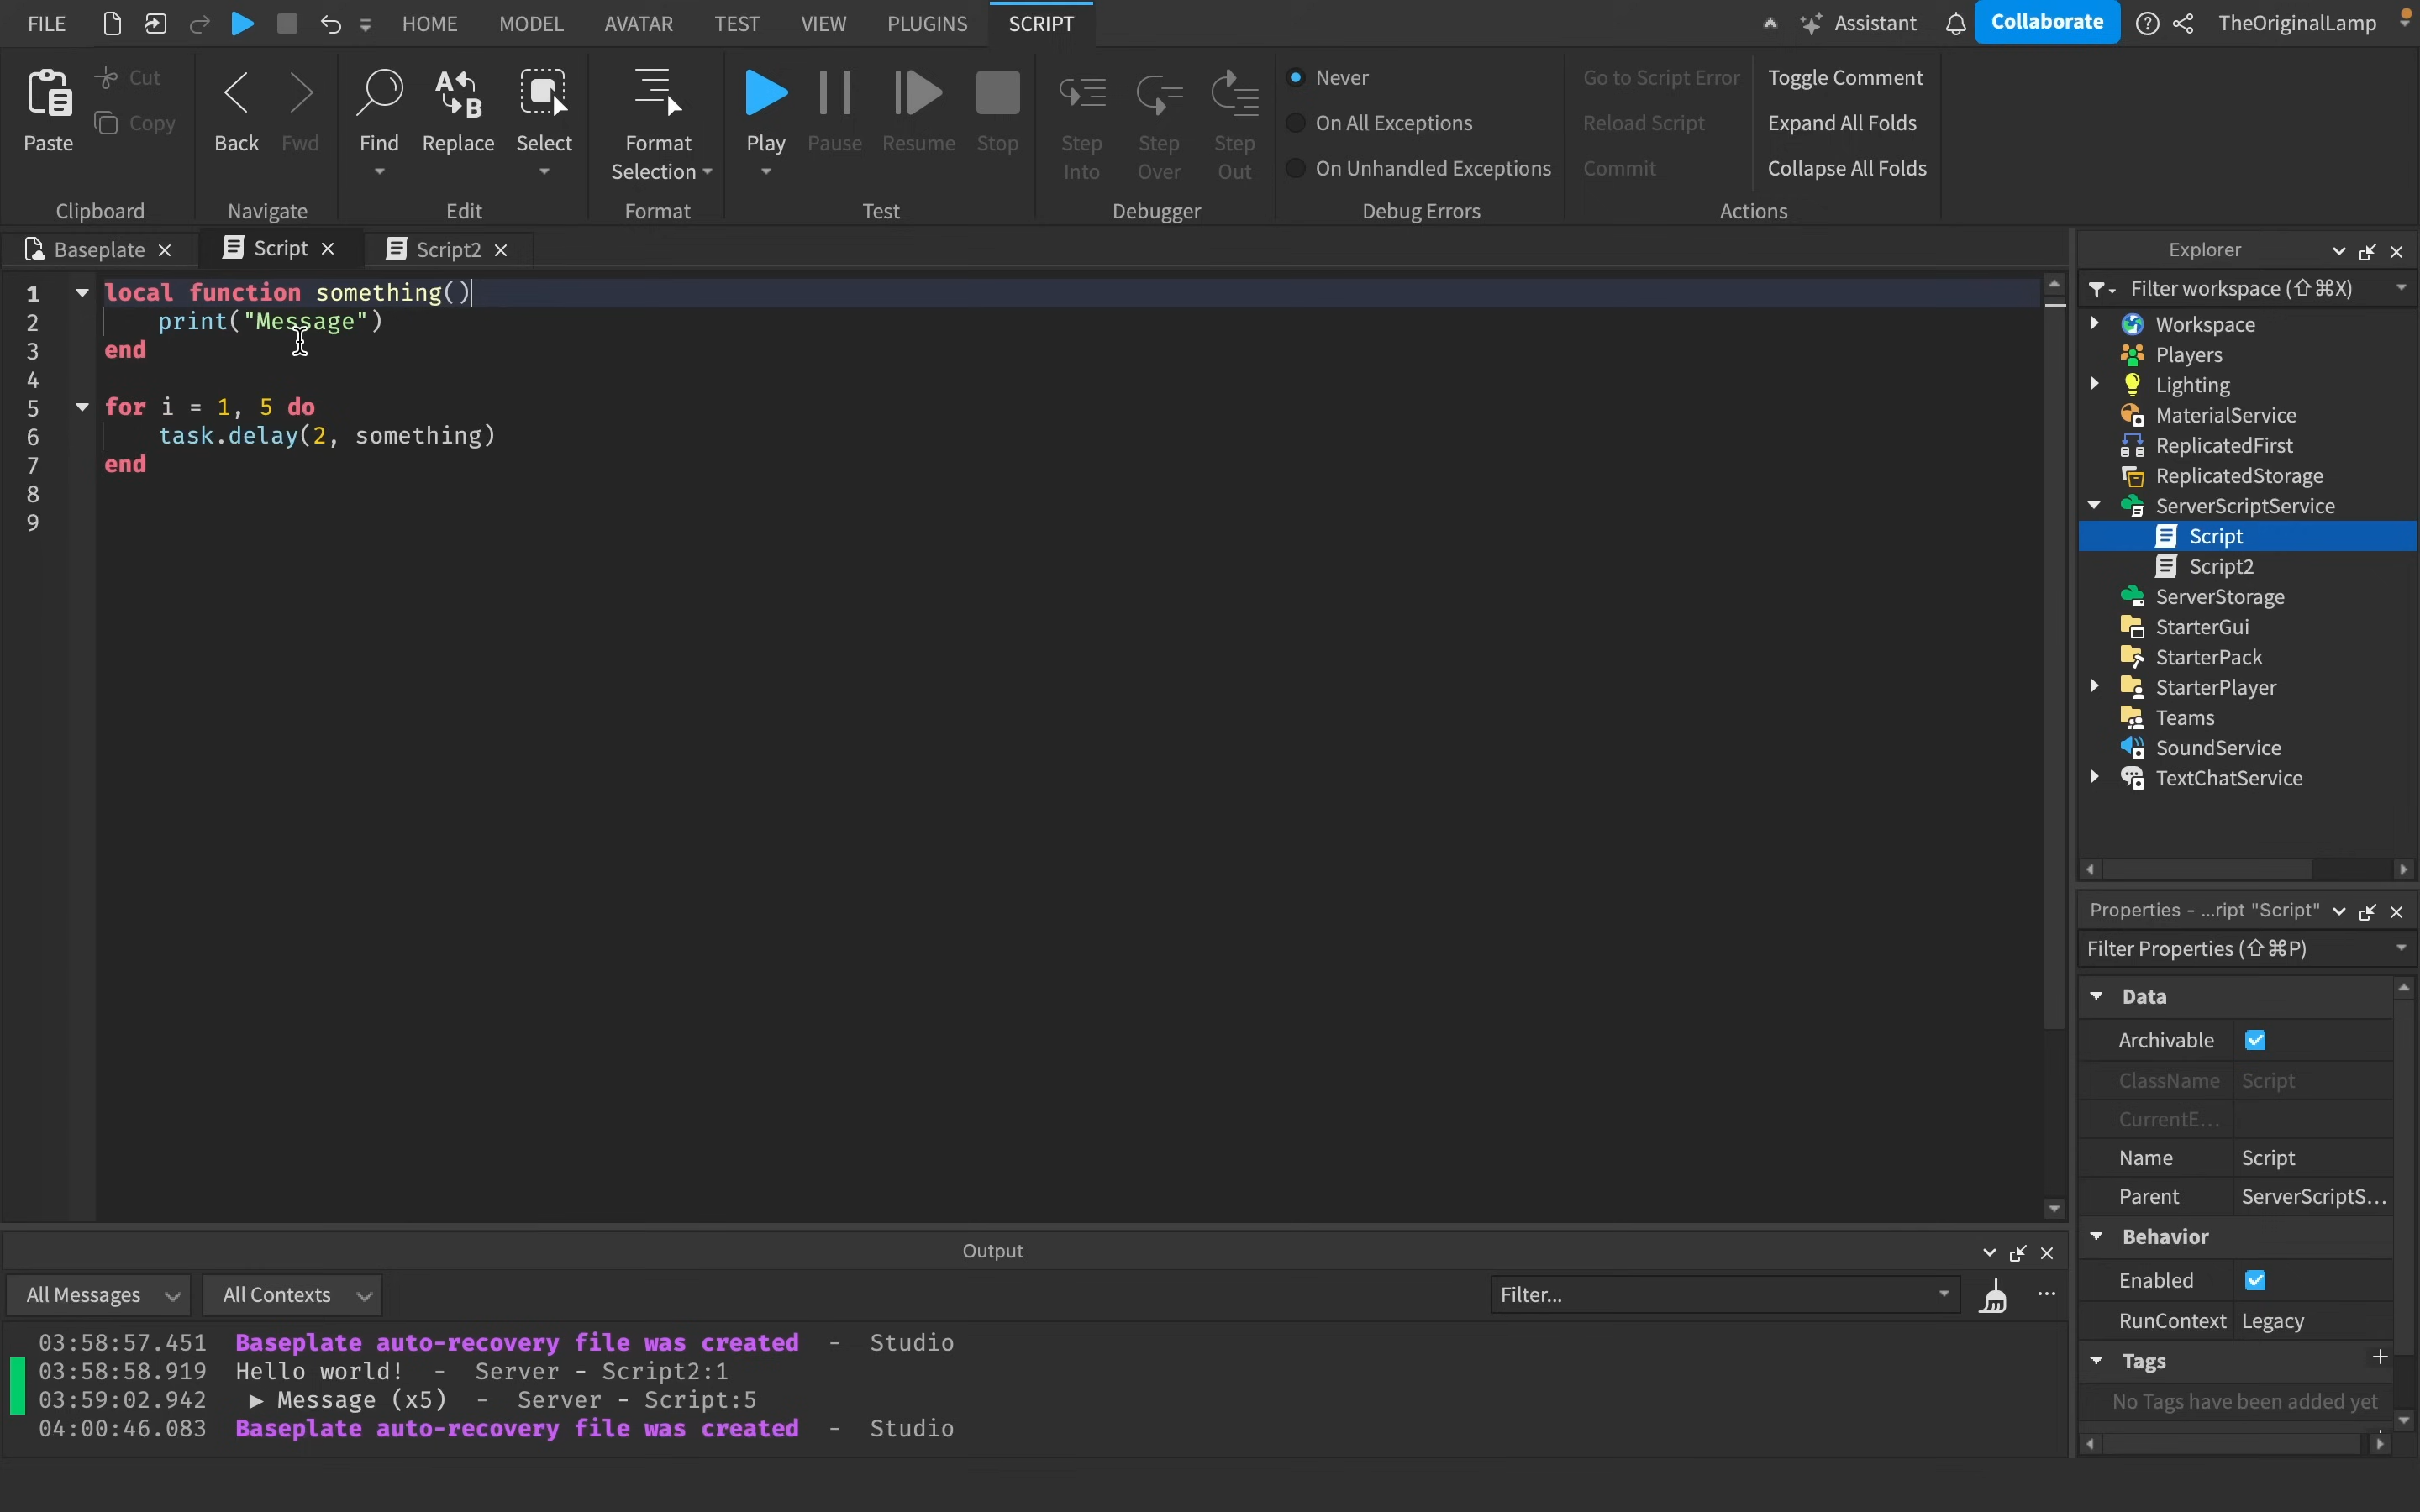 FILE HOME MODEL AVATAR TEST VIEW PLUGINS SCRIPT Assistant Collaborate TheOriginalLamp
Paste Cut Copy Clipboard
Back Fwd Navigate
Find Replace Select Edit
Format Selection Format
Play Pause Resume Stop Test
Step Into Step Over Step Out Debugger
Never
On All Exceptions
On Unhandled Exceptions
Debug Errors
Go to Script Error Toggle Comment
Reload Script Expand All Folds
Commit Collapse All Folds
Actions
Baseplate Script Script2
1 local function something()
2 print("Message")
3 end
4
5 for i = 1, 5 do
6 task.delay(2, something)
7 end
8
9
Explorer
Filter workspace (⇧⌘X)
Workspace
Players
Lighting
MaterialService
ReplicatedFirst
ReplicatedStorage
ServerScriptService
Script
Script2
ServerStorage
StarterGui
StarterPack
StarterPlayer
Teams
SoundService
TextChatService
Properties - ...ript "Script"
Filter Properties (⇧⌘P)
Data
Archivable
ClassName Script
CurrentE...
Name Script
Parent ServerScriptS...
Behavior
Enabled
RunContext Legacy
Tags +
No Tags have been added yet
Output
All Messages All Contexts Filter... ...
03:58:57.451 Baseplate auto-recovery file was created - Studio
03:58:58.919 Hello world! - Server - Script2:1
03:59:02.942 ▶ Message (x5) - Server - Script:5
04:00:46.083 Baseplate auto-recovery file was created - Studio